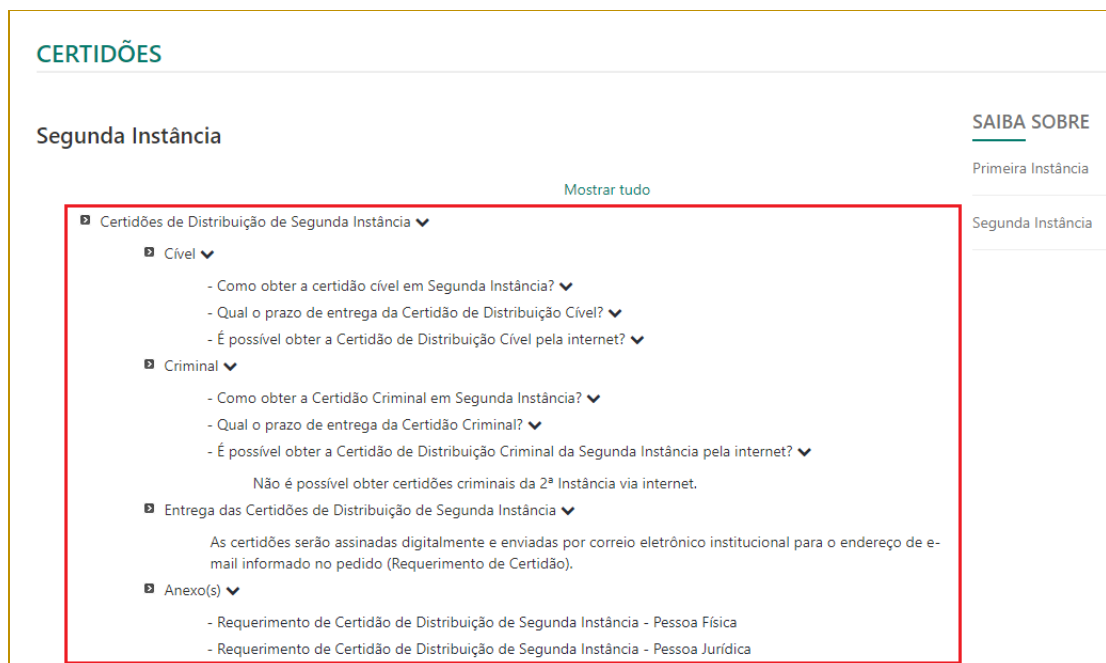 CERTIDÕES
Segunda Instância
Mostrar tudo
Certidões de Distribuição de Segunda Instância
Cível
- Como obter a certidão cível em Segunda Instância?
- Qual o prazo de entrega da Certidão de Distribuição Cível?
- É possível obter a Certidão de Distribuição Cível pela internet?
Criminal
- Como obter a Certidão Criminal em Segunda Instância?
- Qual o prazo de entrega da Certidão Criminal?
- É possível obter a Certidão de Distribuição Criminal da Segunda Instância pela internet?
Não é possível obter certidões criminais da 2ª Instância via internet.
Entrega das Certidões de Distribuição de Segunda Instância
As certidões serão assinadas digitalmente e enviadas por correio eletrônico institucional para o endereço de e-
mail informado no pedido (Requerimento de Certidão).
Anexo(s)
- Requerimento de Certidão de Distribuição de Segunda Instância - Pessoa Física
- Requerimento de Certidão de Distribuição de Segunda Instância - Pessoa Jurídica
SAIBA SOBRE
Primeira Instância
Segunda Instância